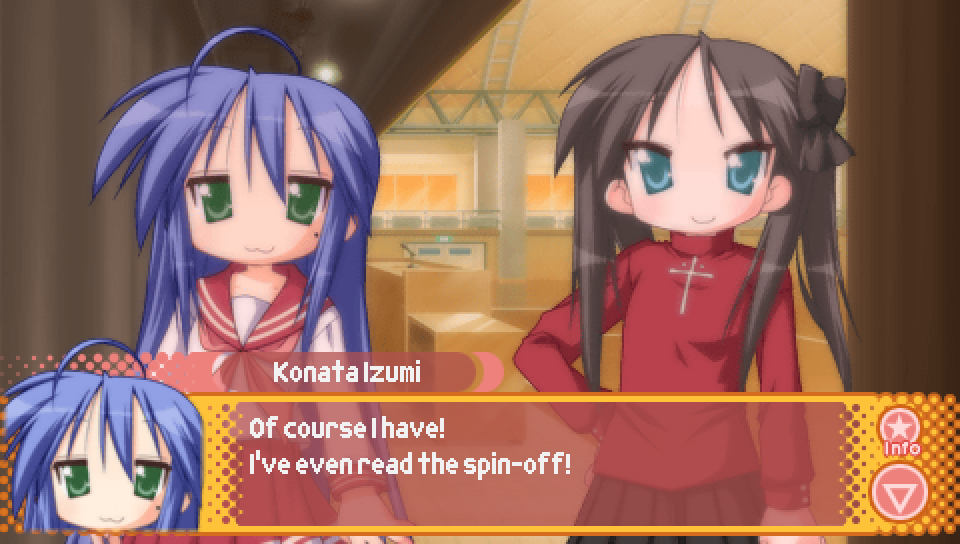 Konata Izumi
Of course I have!
I've even read the spin-off!
Info